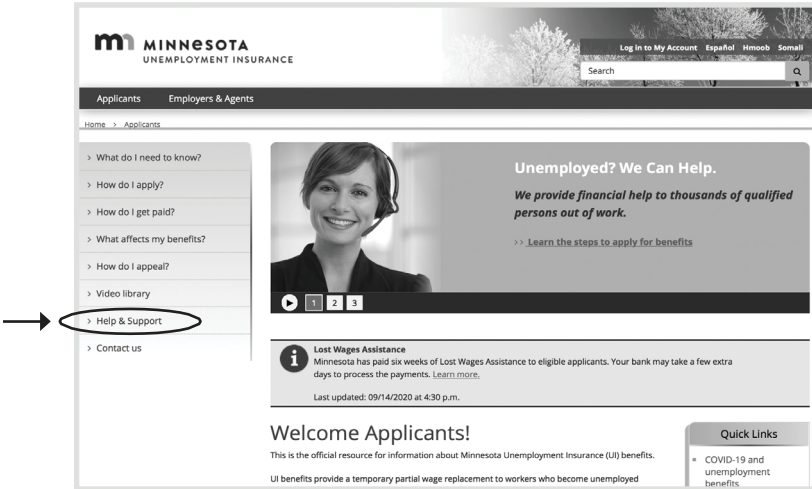 mn MINNESOTA
UNEMPLOYMENT INSURANCE
Log in to My Account Español Hmoob Somali
Search
Applicants Employers & Agents
Home > Applicants
> What do I need to know?
> How do I apply?
> How do I get paid?
> What affects my benefits?
> How do I appeal?
> Video library
> Help & Support
> Contact us
Unemployed? We Can Help.
We provide financial help to thousands of qualified
persons out of work.
>> Learn the steps to apply for benefits
1 2 3
Lost Wages Assistance
Minnesota has paid six weeks of Lost Wages Assistance to eligible applicants. Your bank may take a few extra
days to process the payments. Learn more.
Last updated: 09/14/2020 at 4:30 p.m.
Welcome Applicants!
This is the official resource for information about Minnesota Unemployment Insurance (UI) benefits.
UI benefits provide a temporary partial wage replacement to workers who become unemployed
Quick Links
COVID-19 and
unemployment
benefits